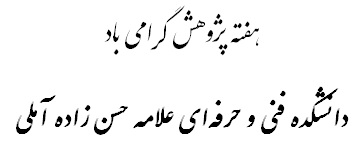 هفته پژوهش گرامی باد
دانشکده فنی و حرفه‌ای علامه حسن زاده آملی